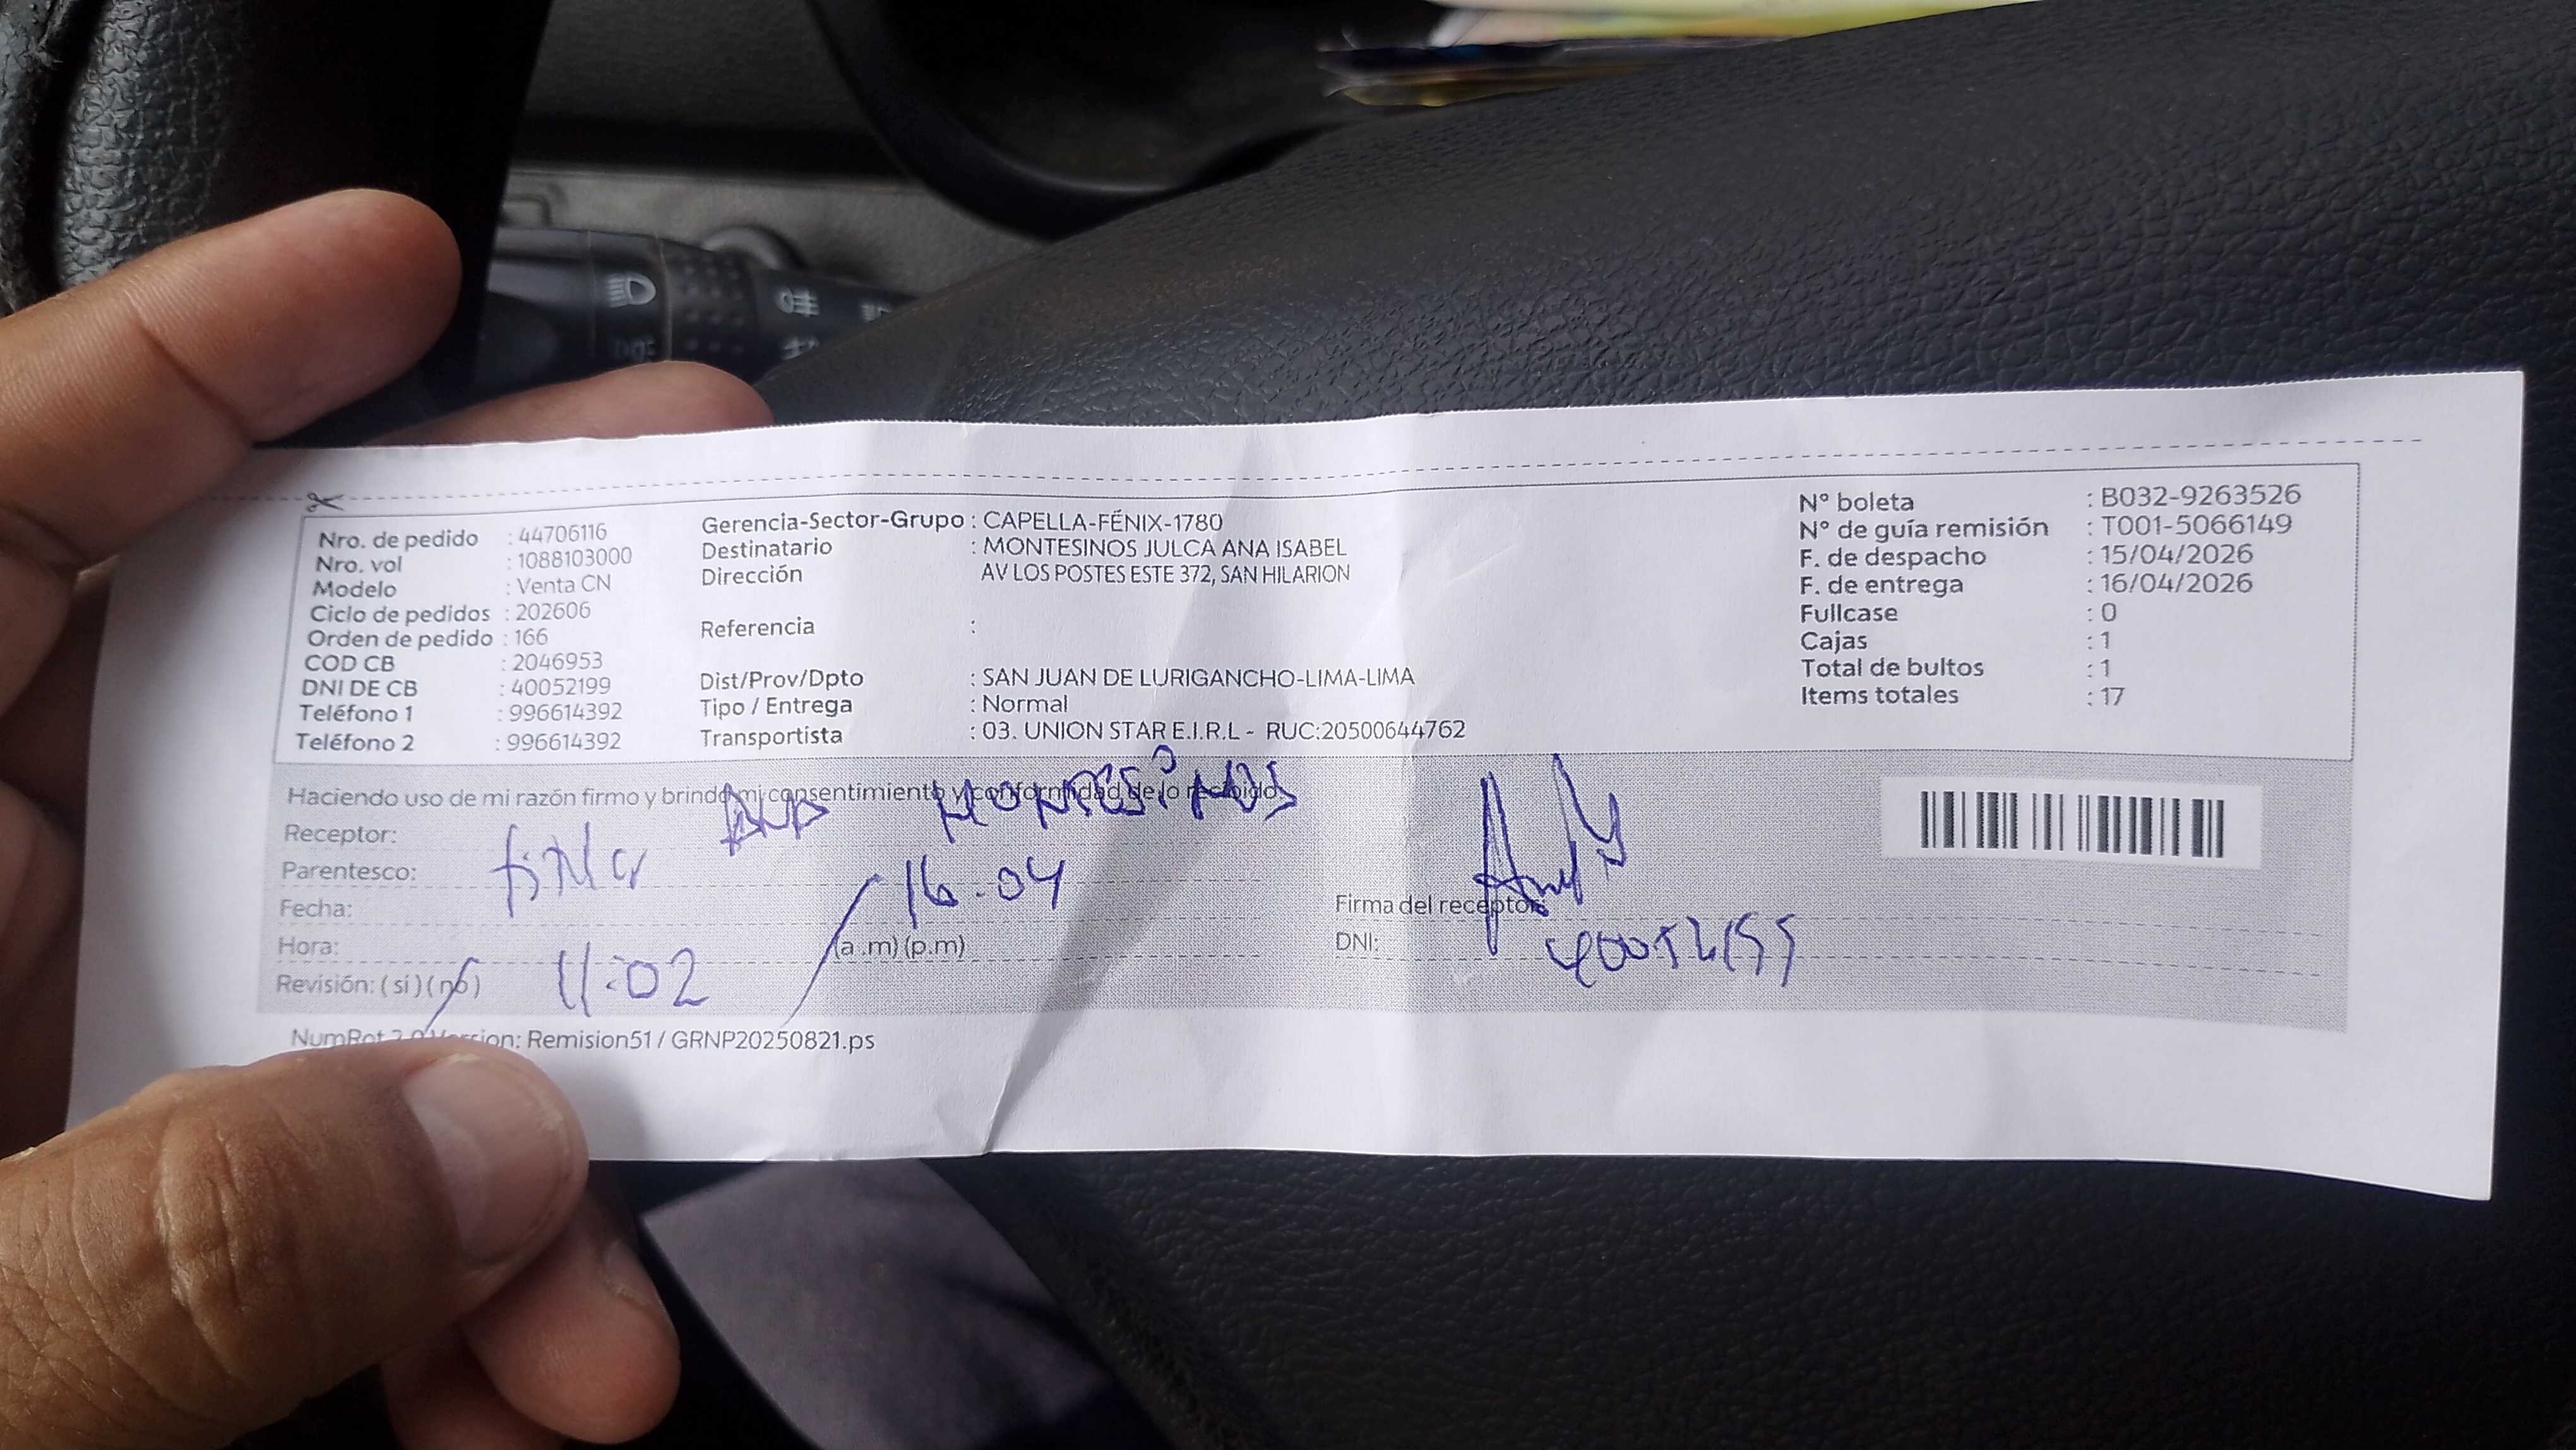 Nro. de pedido : 44706116
Nro. vol : 1088103000
Modelo : Venta CN
Ciclo de pedidos : 202606
Orden de pedido : 166
COD CB : 2046953
DNI DE CB : 40052199
Teléfono 1 : 996614392
Teléfono 2 : 996614392
Gerencia-Sector-Grupo : CAPELLA-FÉNIX-1780
Destinatario : MONTESINOS JULCA ANA ISABEL
Dirección AV LOS POSTES ESTE 372, SAN HILARION
Referencia :
Dist/Prov/Dpto : SAN JUAN DE LURIGANCHO-LIMA-LIMA
Tipo / Entrega : Normal
Transportista : 03. UNION STAR E.I.R.L - RUC:20500644762
N° boleta : B032-9263526
N° de guía remisión : T001-5066149
F. de despacho : 15/04/2026
F. de entrega : 16/04/2026
Fullcase : 0
Cajas : 1
Total de bultos : 1
Items totales : 17
Haciendo uso de mi razón firmo y brindo mi consentimiento y conformidad de lo recibido.
Receptor: ANA MONTESINOS
Parentesco:
Fecha: 16-04
Hora: 11:02 (a.m) (p.m)
Revisión: (si) (no)
Firma del receptor:
DNI: 40052199
NumRot 2.0 Version: Remision51 / GRNP20250821.ps